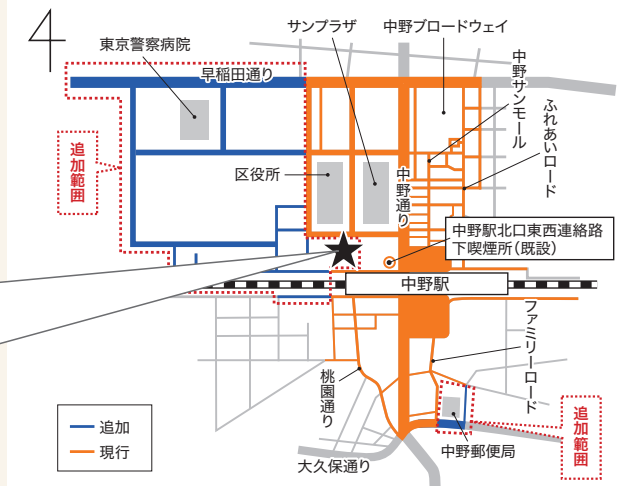 サンプラザ
中野ブロードウェイ
東京警察病院
早稲田通り
中野サンモール
ふれあいロード
追加範囲
区役所
中野通り
中野駅北口東西連絡路
下喫煙所(既設)
中野駅
ファミリーロード
桃園通り
追加範囲
追加
現行
中野郵便局
大久保通り